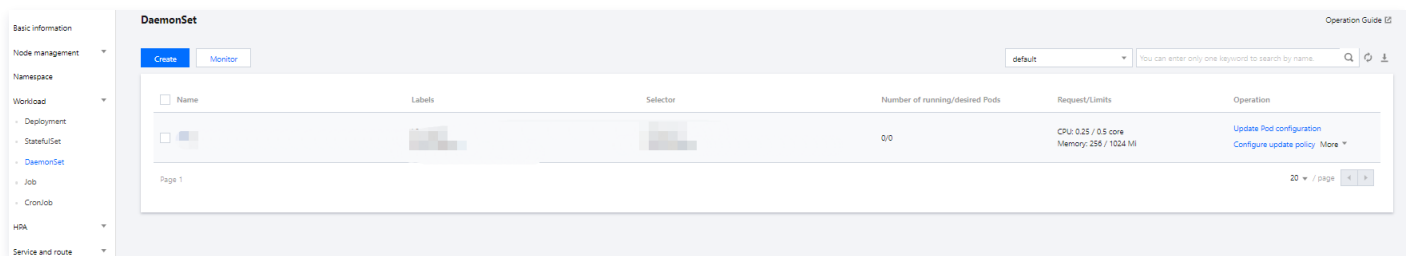 Basic information
Node management
Namespace
Workload
Deployment
StatefulSet
DaemonSet
Job
CronJob
HPA
Service and route
DaemonSet
Operation Guide
Create Monitor
default You can enter only one keyword to search by name.
Name Labels Selector Number of running/desired Pods Request/Limits Operation
0/0 CPU: 0.25 / 0.5 core Update Pod configuration
Memory: 256 / 1024 Mi Configure update policy More
Page 1 20 / page